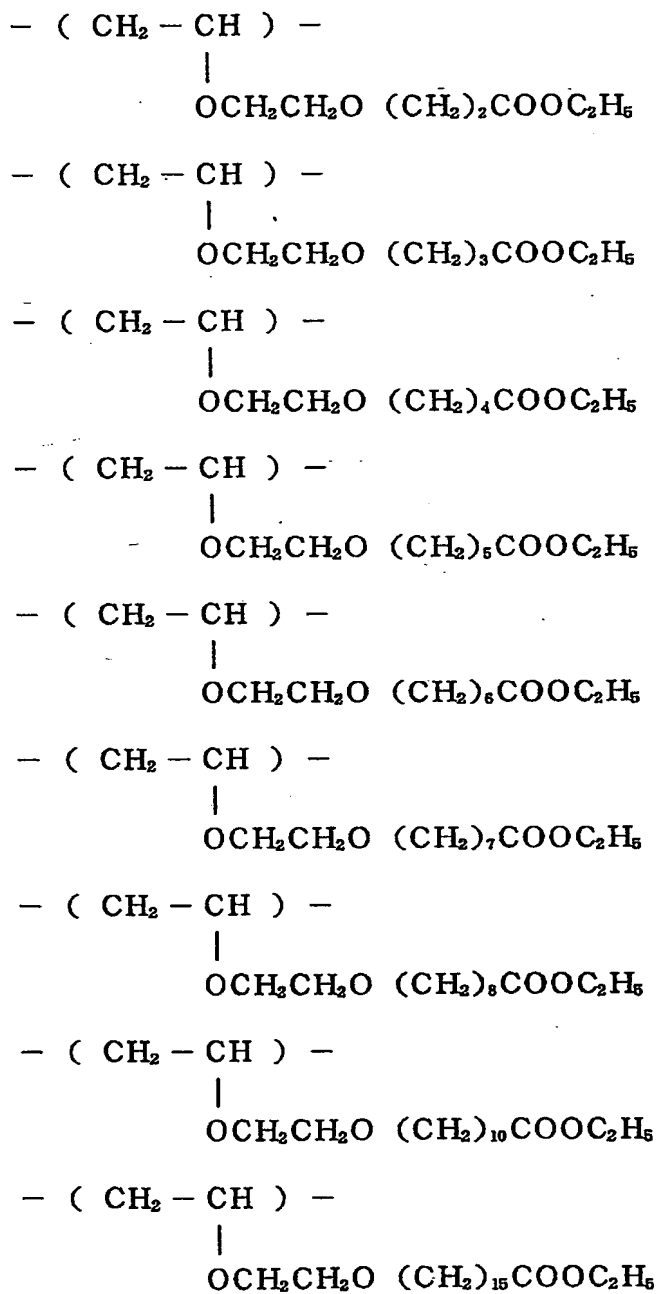 — ( CH₂ — CH ) —
|
OCH₂CH₂O (CH₂)₂COOC₂H₅
— ( CH₂ — CH ) —
|
OCH₂CH₂O (CH₂)₃COOC₂H₅
— ( CH₂ — CH ) —
|
OCH₂CH₂O (CH₂)₄COOC₂H₅
— ( CH₂ — CH ) —
|
OCH₂CH₂O (CH₂)₅COOC₂H₅
— ( CH₂ — CH ) —
|
OCH₂CH₂O (CH₂)₆COOC₂H₅
— ( CH₂ — CH ) —
|
OCH₂CH₂O (CH₂)₇COOC₂H₅
— ( CH₂ — CH ) —
|
OCH₂CH₂O (CH₂)₈COOC₂H₅
— ( CH₂ — CH ) —
|
OCH₂CH₂O (CH₂)₁₀COOC₂H₅
— ( CH₂ — CH ) —
|
OCH₂CH₂O (CH₂)₁₅COOC₂H₅